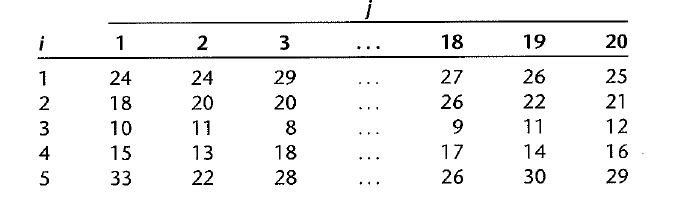 j
i 1 2 3 ... 18 19 20
1 24 24 29 ... 27 26 25
2 18 20 20 ... 26 22 21
3 10 11 8 ... 9 11 12
4 15 13 18 ... 17 14 16
5 33 22 28 ... 26 30 29